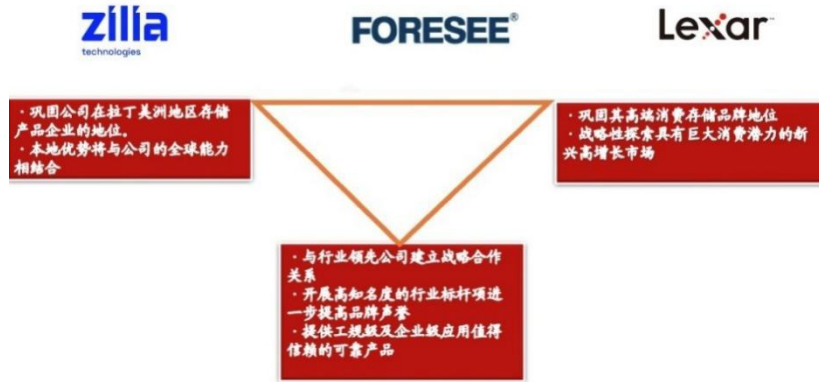 zilia
technologies
FORESEE®
Lexar
· 巩固公司在拉丁美洲地区存储
产品企业的地位。
· 本地优势将与公司的全球能力
相结合
· 巩固其高端消费存储品牌地位
· 战略性探索具有巨大消费潜力的新
兴高增长市场
· 与行业领先公司建立战略合作
关系
· 开展高知名度的行业标杆项进
一步提高品牌声誉
· 提供工规级及企业级应用值得
信赖的可靠产品